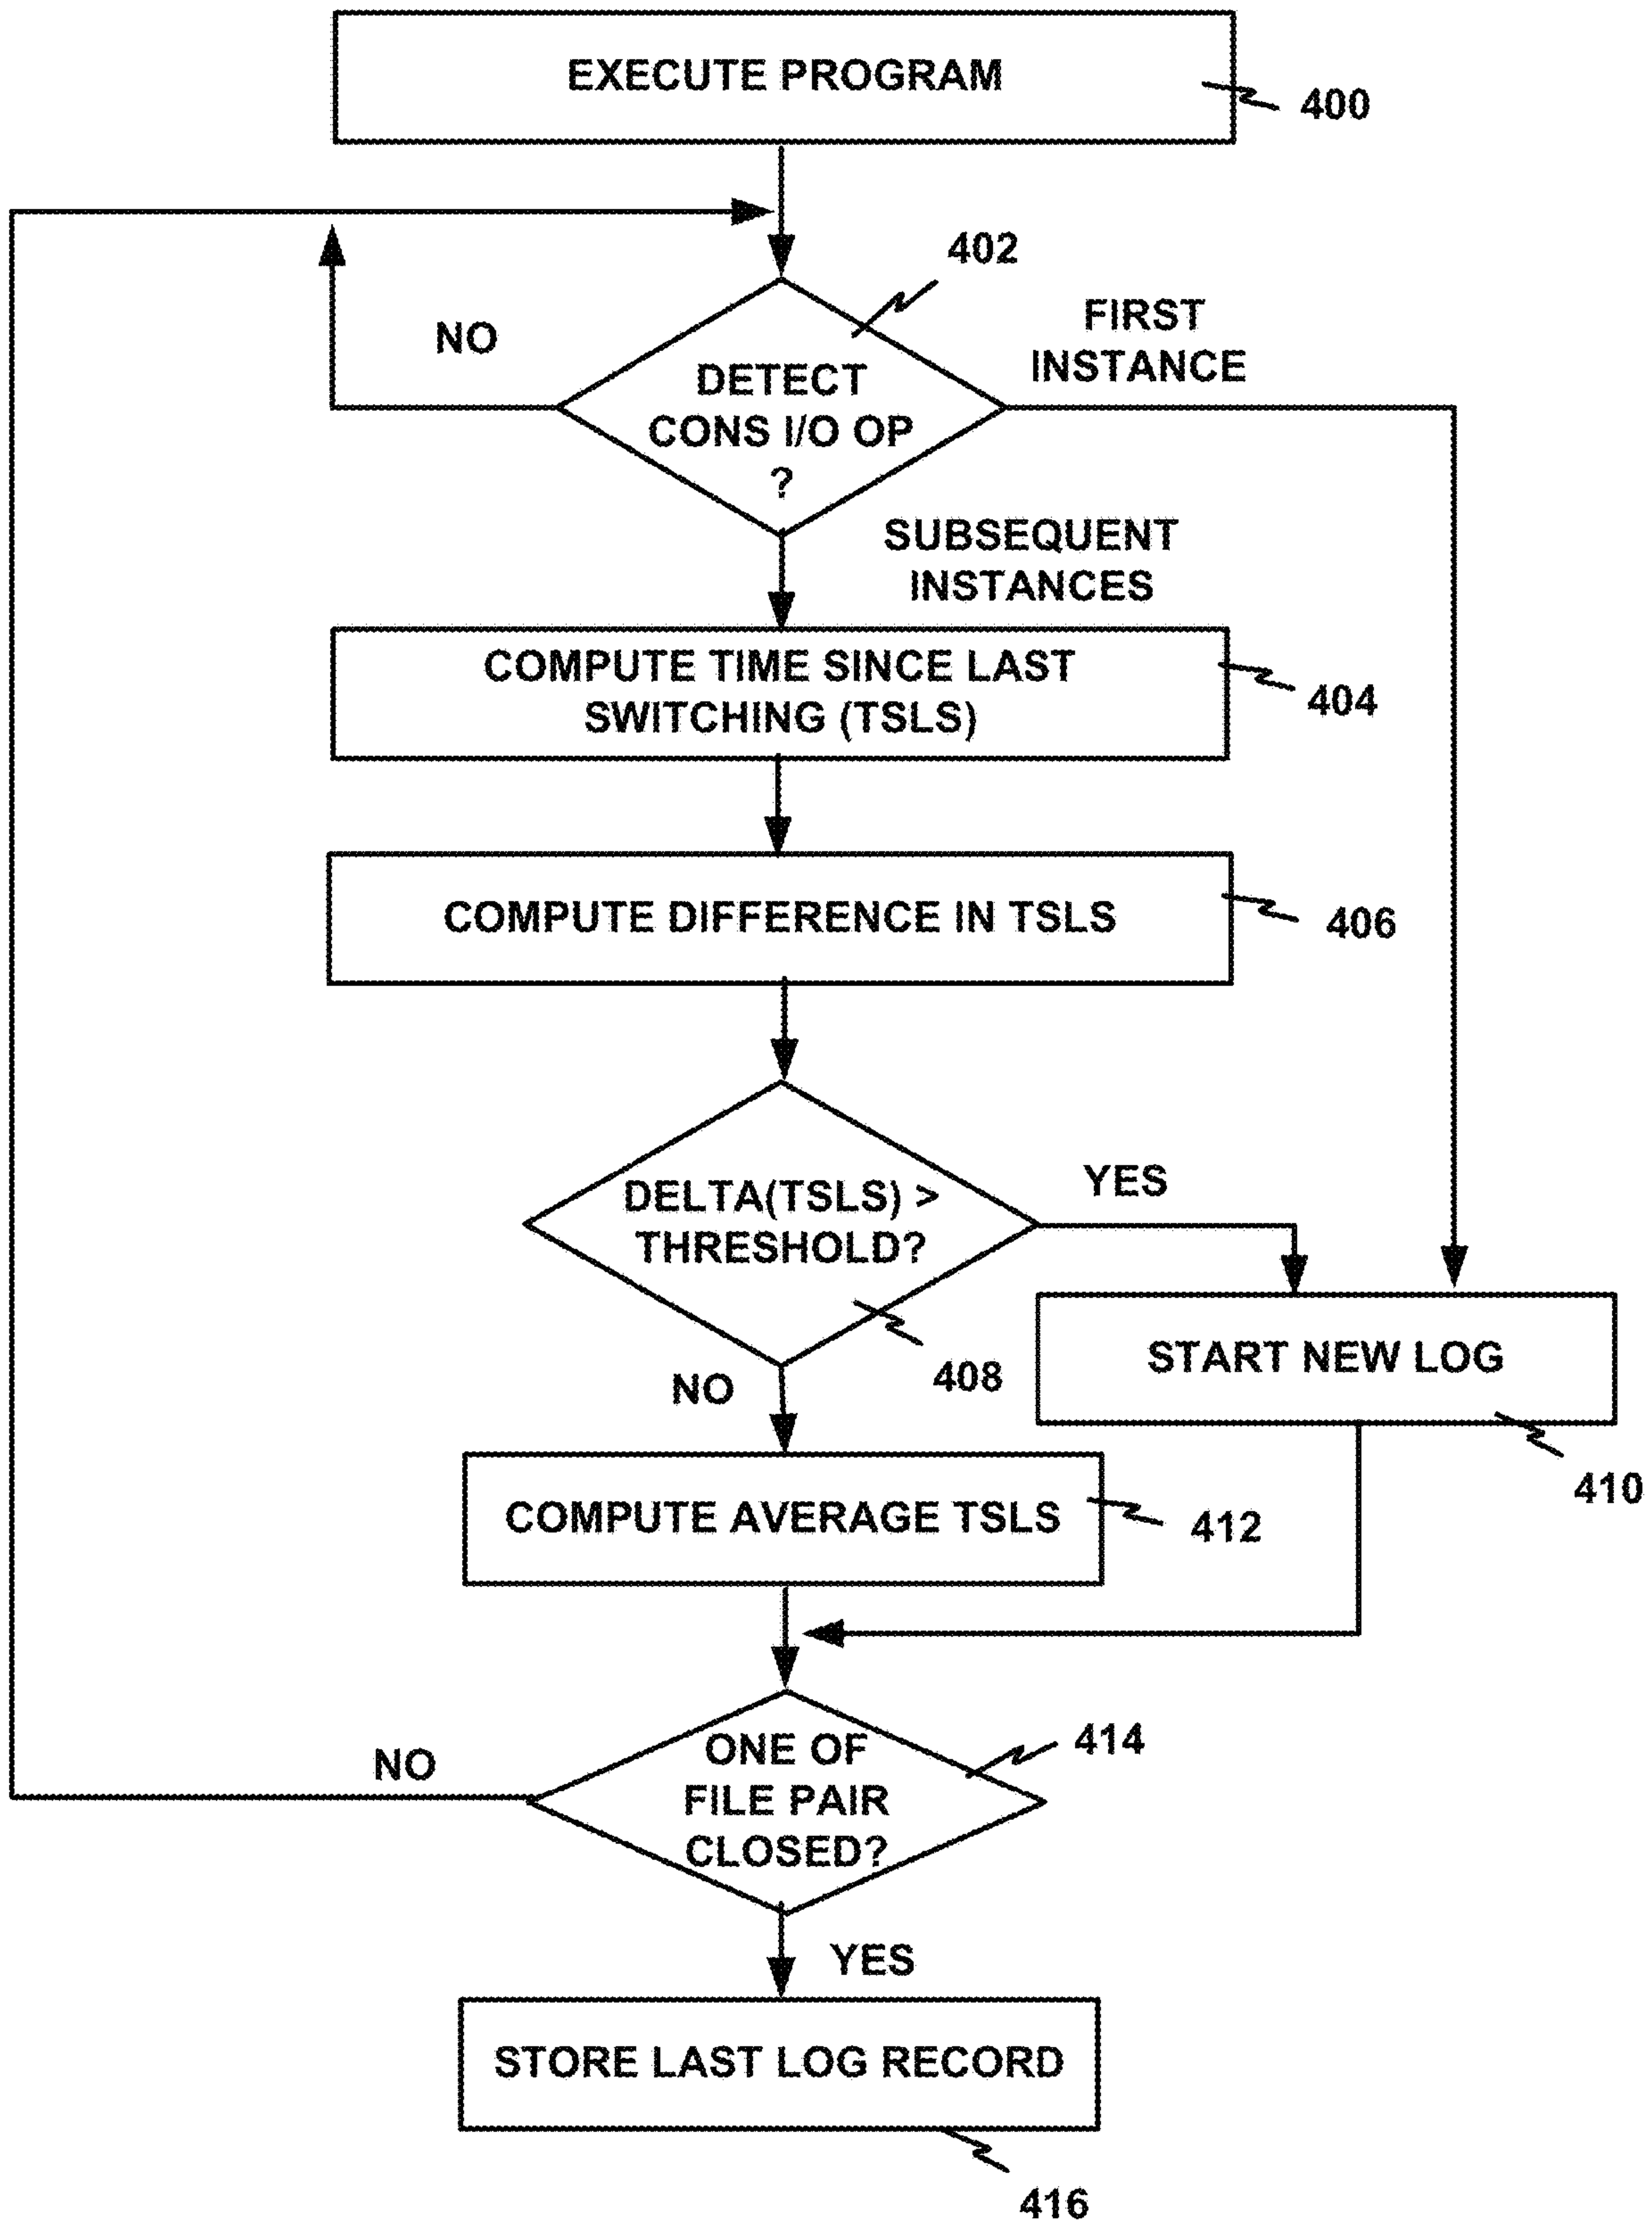 EXECUTE PROGRAM
400
402
FIRST
INSTANCE
NO
DETECT
CONS I/O OP
?
SUBSEQUENT
INSTANCES
COMPUTE TIME SINCE LAST
SWITCHING (TSLS)
404
COMPUTE DIFFERENCE IN TSLS
406
DELTA(TSLS) >
THRESHOLD?
YES
408
NO
START NEW LOG
410
COMPUTE AVERAGE TSLS
412
ONE OF
FILE PAIR
CLOSED?
414
NO
YES
STORE LAST LOG RECORD
416